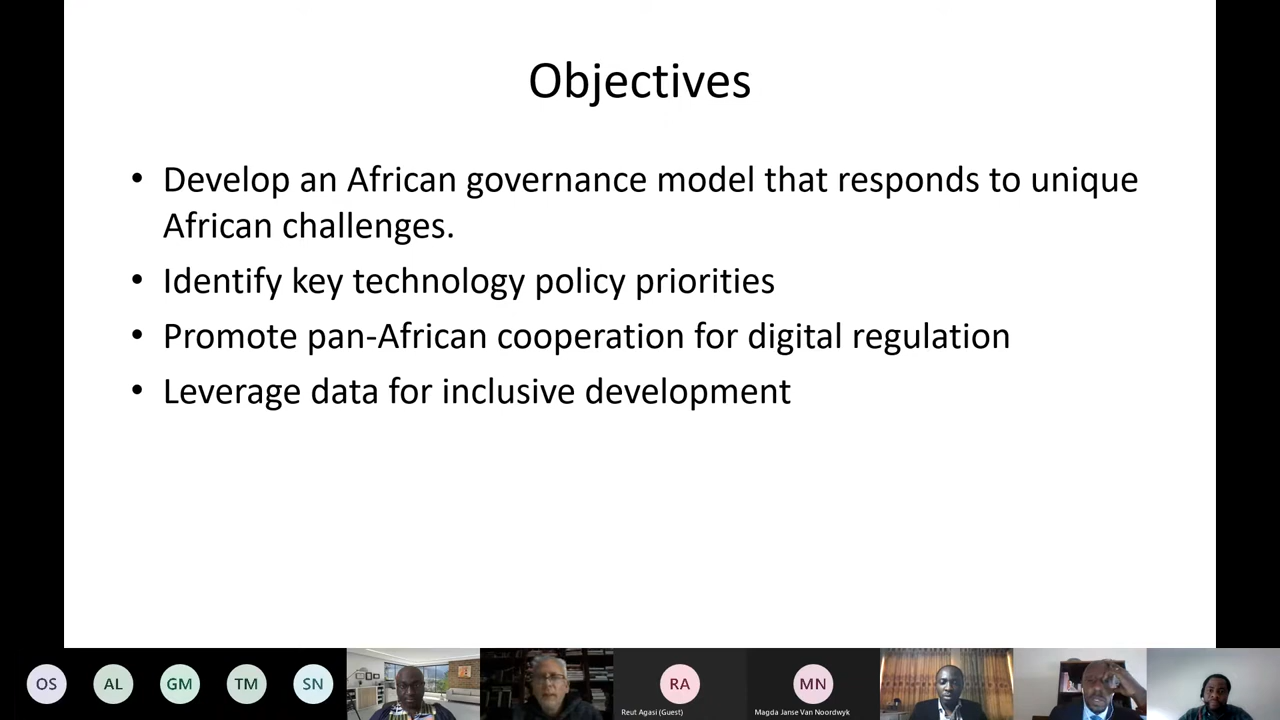 Objectives
• Develop an African governance model that responds to unique
African challenges.
• Identify key technology policy priorities
• Promote pan-African cooperation for digital regulation
• Leverage data for inclusive development
OS AL GM TM SN RA MN
Reut Agasi (Guest) Magda Janse Van Noordwyk